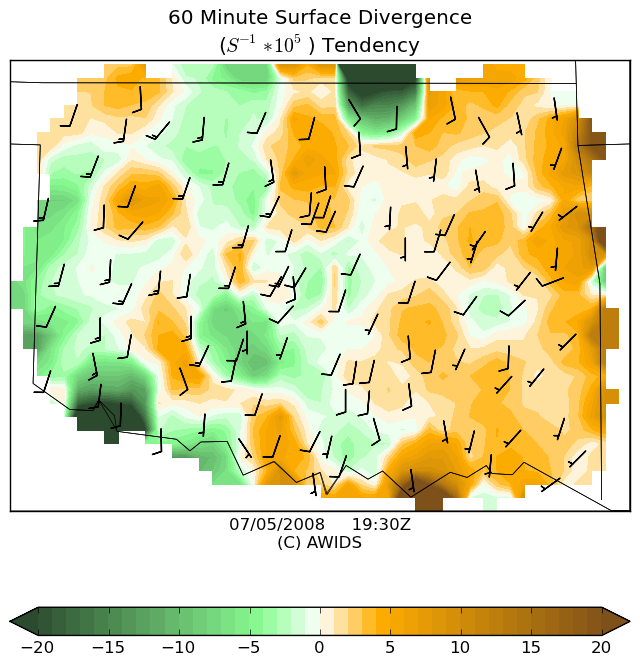 60 Minute Surface Divergence
(S⁻¹ ∗ 10⁵ ) Tendency
07/05/2008 19:30Z
(C) AWIDS
−20 −15 −10 −5 0 5 10 15 20